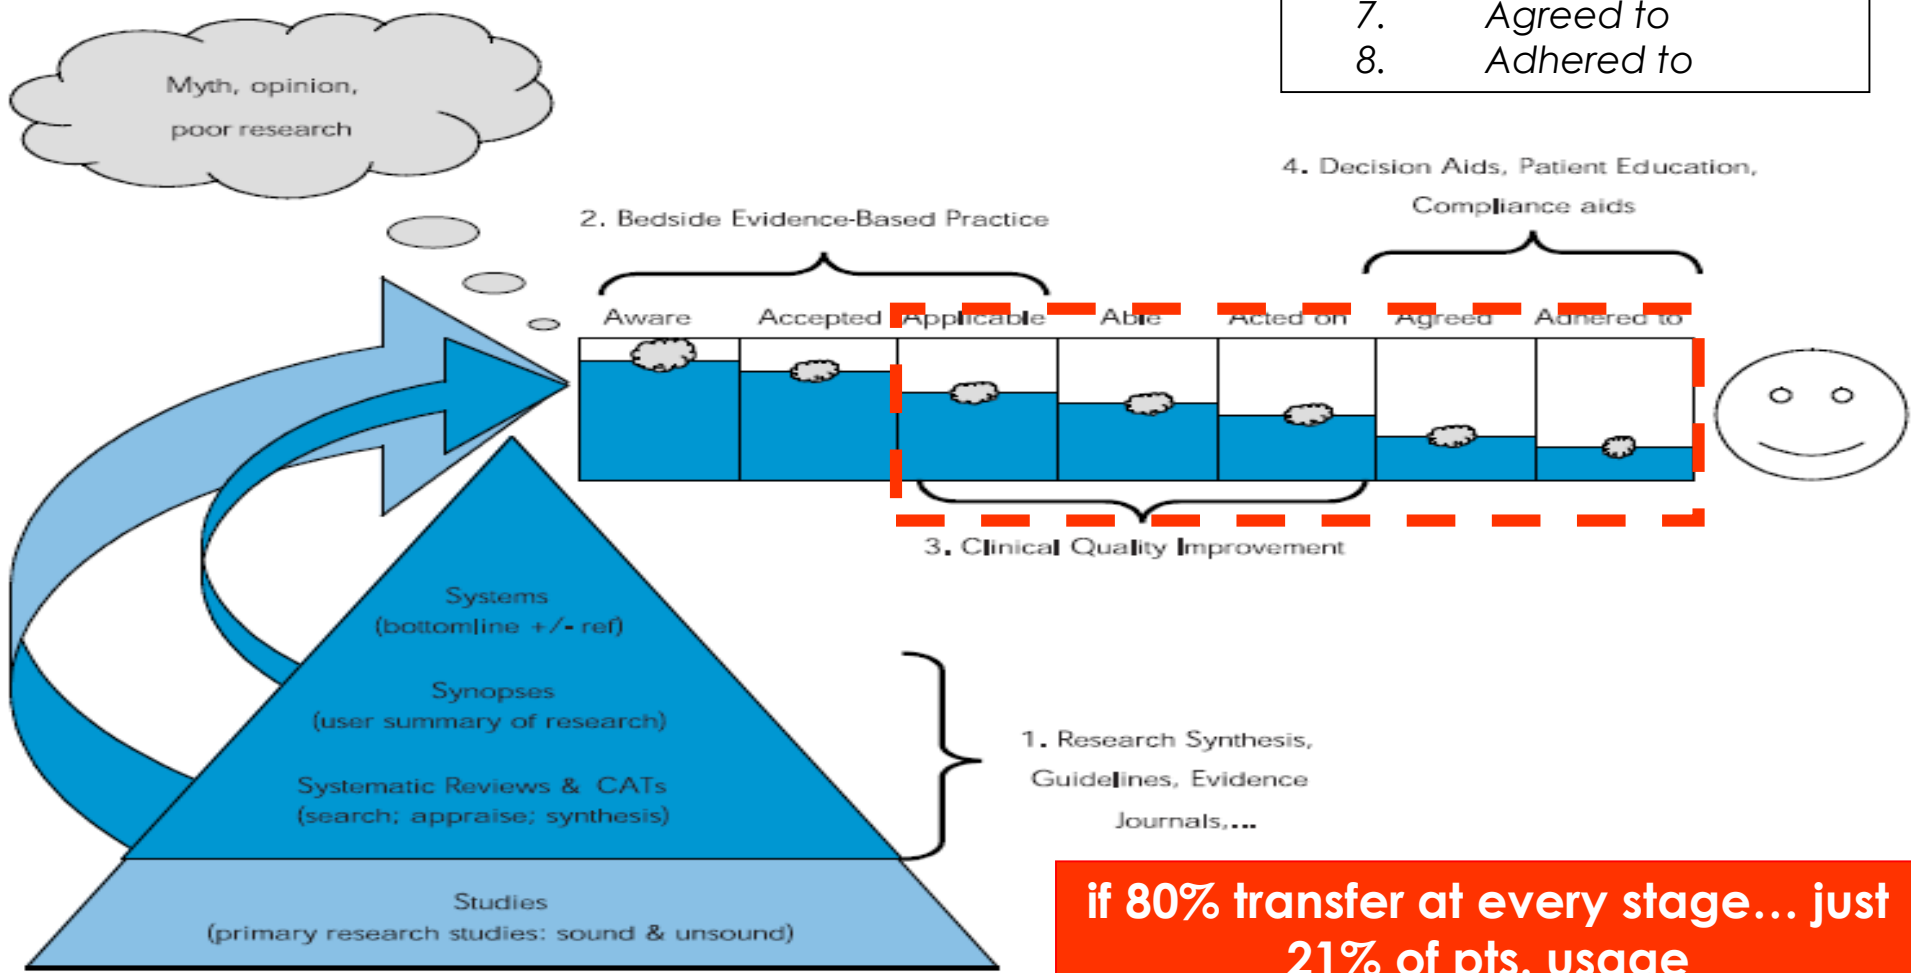 7. Agreed to
8. Adhered to
Myth, opinion,
poor research
4. Decision Aids, Patient Education,
Compliance aids
2. Bedside Evidence-Based Practice
Aware Accepted Applicable Able Acted on Agreed Adhered to
3. Clinical Quality Improvement
Systems
(bottomline +/- ref)
Synopses
(user summary of research)
Systematic Reviews & CATs
(search; appraise; synthesis)
1. Research Synthesis,
Guidelines, Evidence
Journals,...
Studies
(primary research studies: sound & unsound)
if 80% transfer at every stage... just
21% of pts. usage